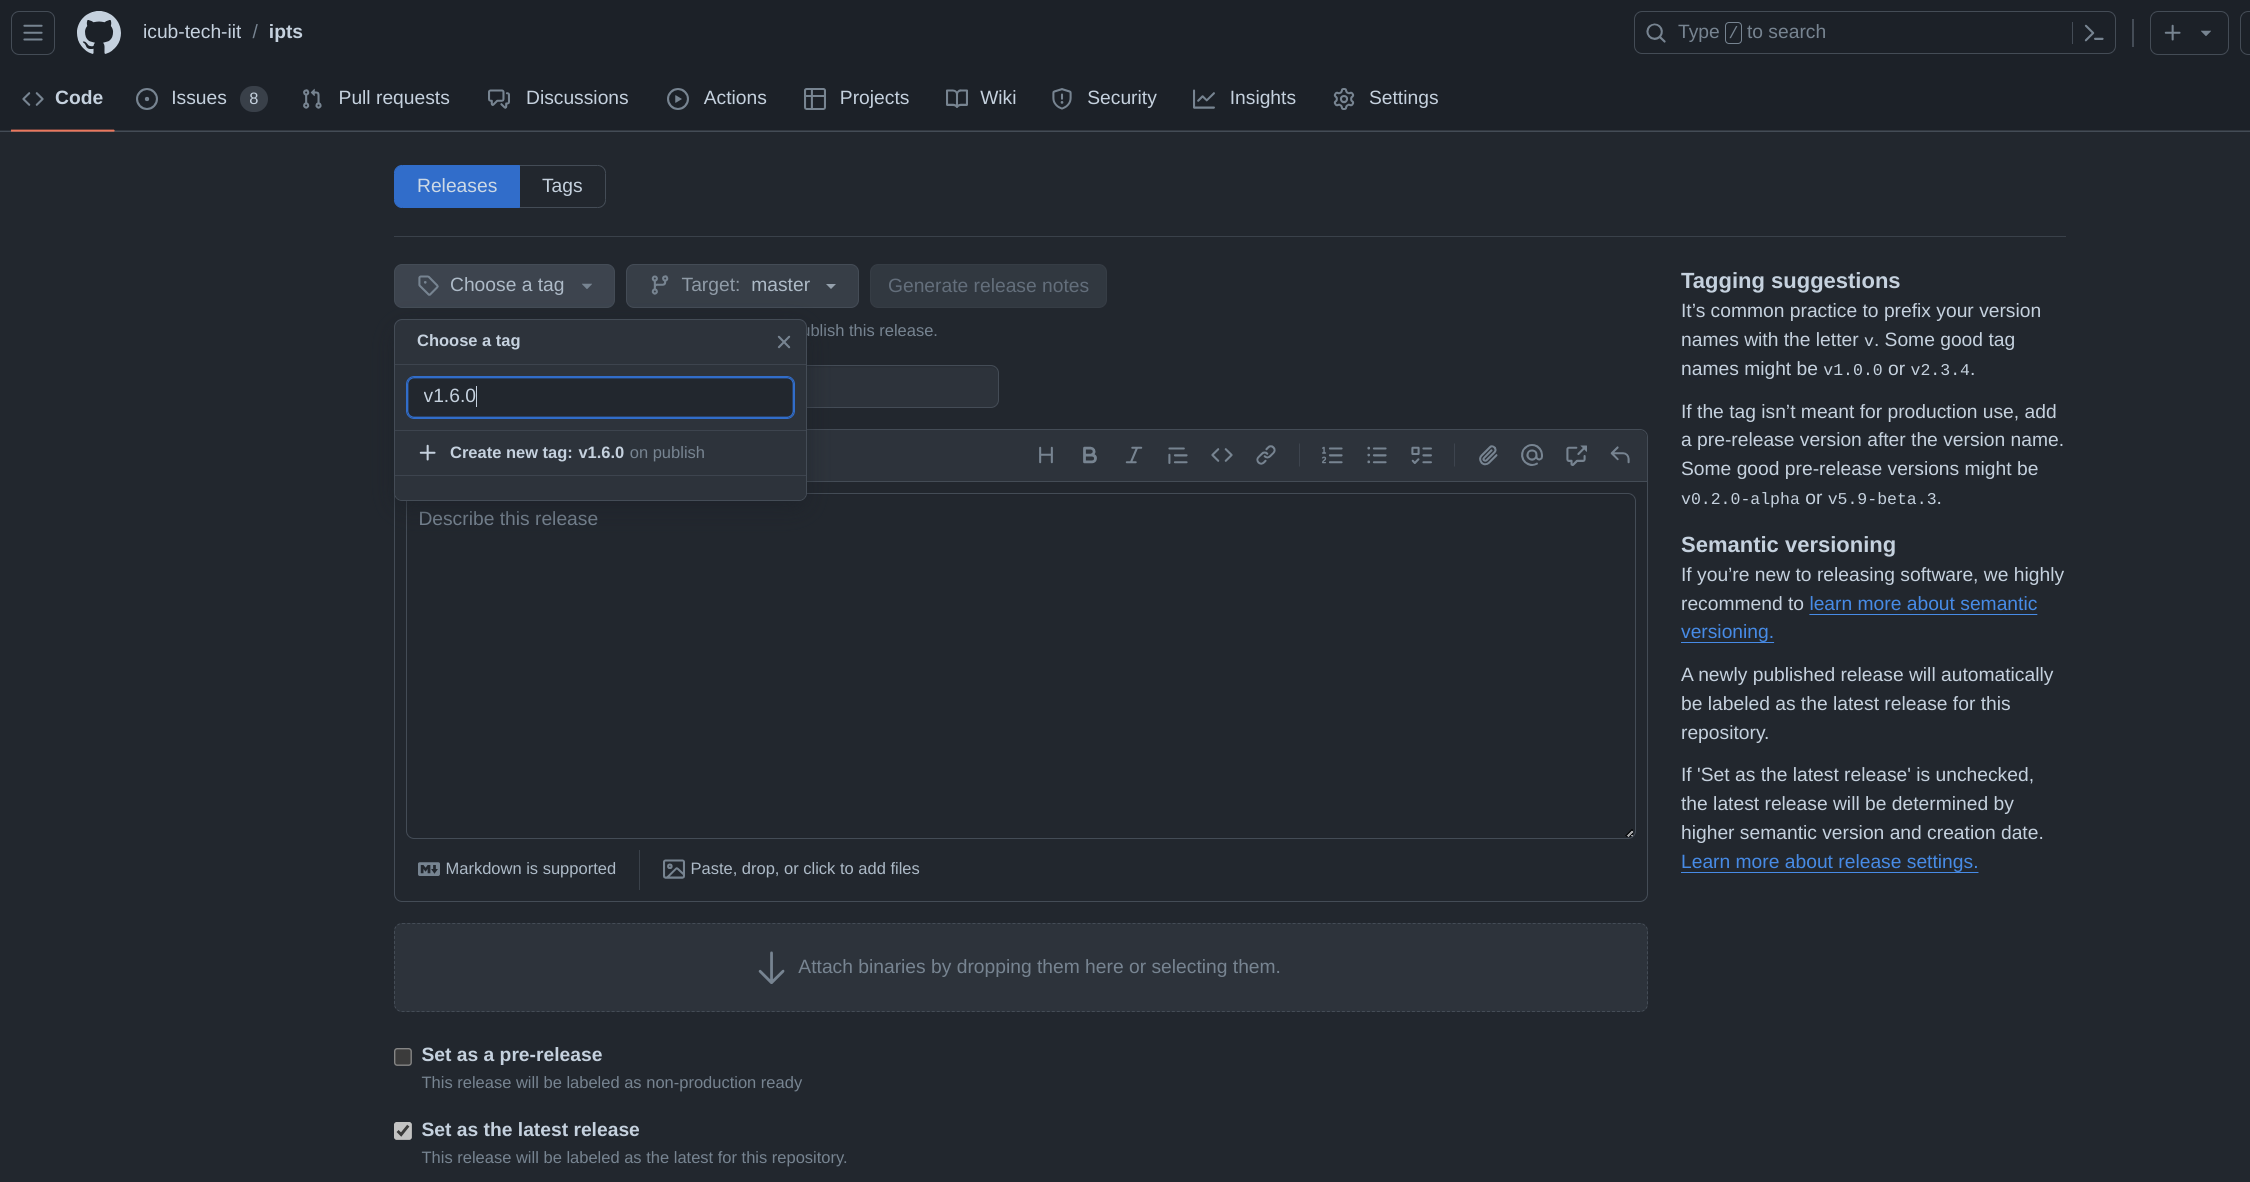 icub-tech-iit / ipts
Type / to search
Code Issues 8 Pull requests Discussions Actions Projects Wiki Security Insights Settings
Releases Tags
Choose a tag Target: master Generate release notes
ublish this release.
Choose a tag
v1.6.0
Create new tag: v1.6.0 on publish
Describe this release
Markdown is supported Paste, drop, or click to add files
Attach binaries by dropping them here or selecting them.
Set as a pre-release
This release will be labeled as non-production ready
Set as the latest release
This release will be labeled as the latest for this repository.
Tagging suggestions
It’s common practice to prefix your version
names with the letter v. Some good tag
names might be v1.0.0 or v2.3.4.
If the tag isn’t meant for production use, add
a pre-release version after the version name.
Some good pre-release versions might be
v0.2.0-alpha or v5.9-beta.3.
Semantic versioning
If you’re new to releasing software, we highly
recommend to learn more about semantic
versioning.
A newly published release will automatically
be labeled as the latest release for this
repository.
If 'Set as the latest release' is unchecked,
the latest release will be determined by
higher semantic version and creation date.
Learn more about release settings.